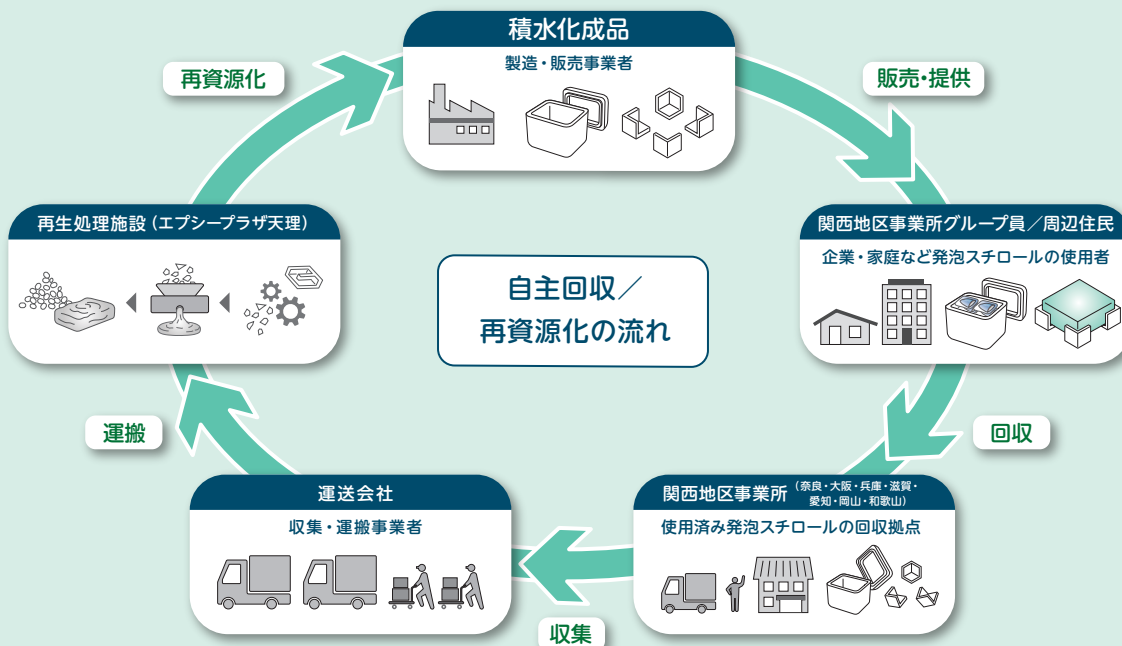 積水化成品
製造・販売事業者
再資源化
販売・提供
再生処理施設（エプシープラザ天理）
関西地区事業所グループ員／周辺住民
企業・家庭など発泡スチロールの使用者
自主回収／
再資源化の流れ
運搬
回収
運送会社
収集・運搬事業者
関西地区事業所（奈良・大阪・兵庫・滋賀・
愛知・岡山・和歌山）
使用済み発泡スチロールの回収拠点
収集